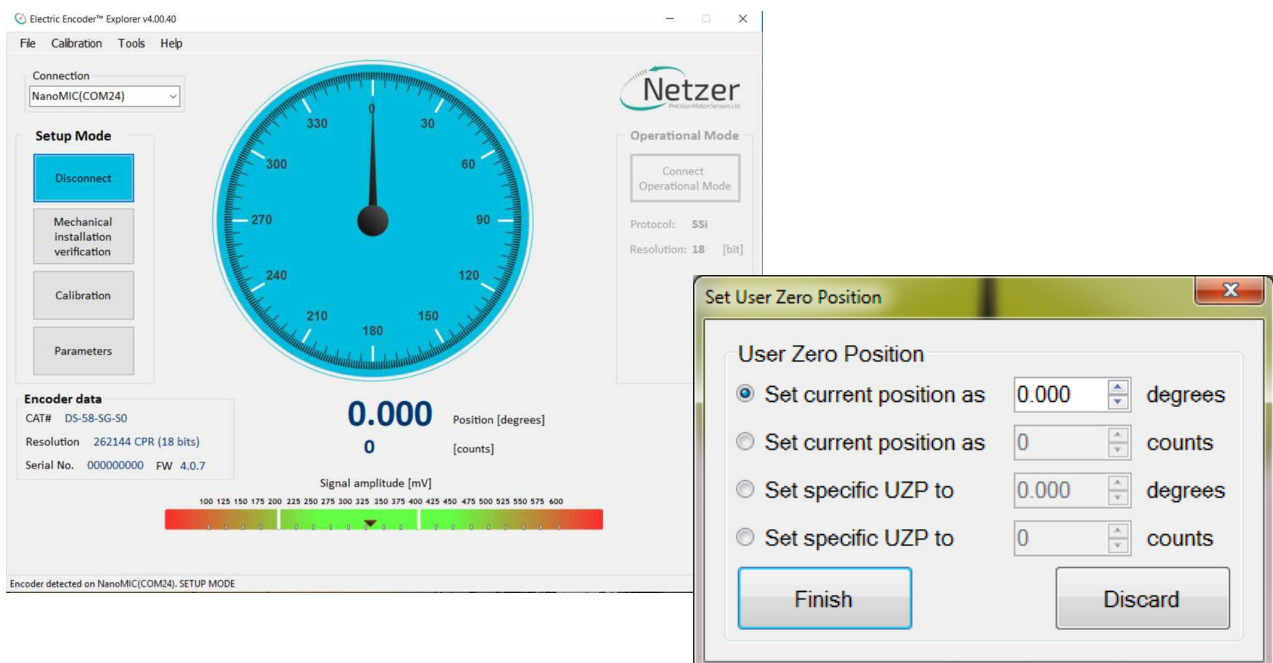 Electric Encoder™ Explorer v4.00.40
File Calibration Tools Help
Connection
NanoMIC(COM24)
Netzer
Precision Motion Sensors Ltd.
Setup Mode
Disconnect
Mechanical
installation
verification
Calibration
Parameters
0
30
60
90
120
150
180
210
240
270
300
330
Operational Mode
Connect
Operational Mode
Protocol: SSi
Resolution: 18 [bit]
Encoder data
CAT# DS-58-SG-S0
Resolution 262144 CPR (18 bits)
Serial No. 000000000 FW 4.0.7
0.000 Position [degrees]
0 [counts]
Signal amplitude [mV]
100 125 150 175 200 225 250 275 300 325 350 375 400 425 450 475 500 525 550 575 600
Encoder detected on NanoMIC(COM24). SETUP MODE
Set User Zero Position
User Zero Position
Set current position as 0.000 degrees
Set current position as 0 counts
Set specific UZP to 0.000 degrees
Set specific UZP to 0 counts
Finish Discard